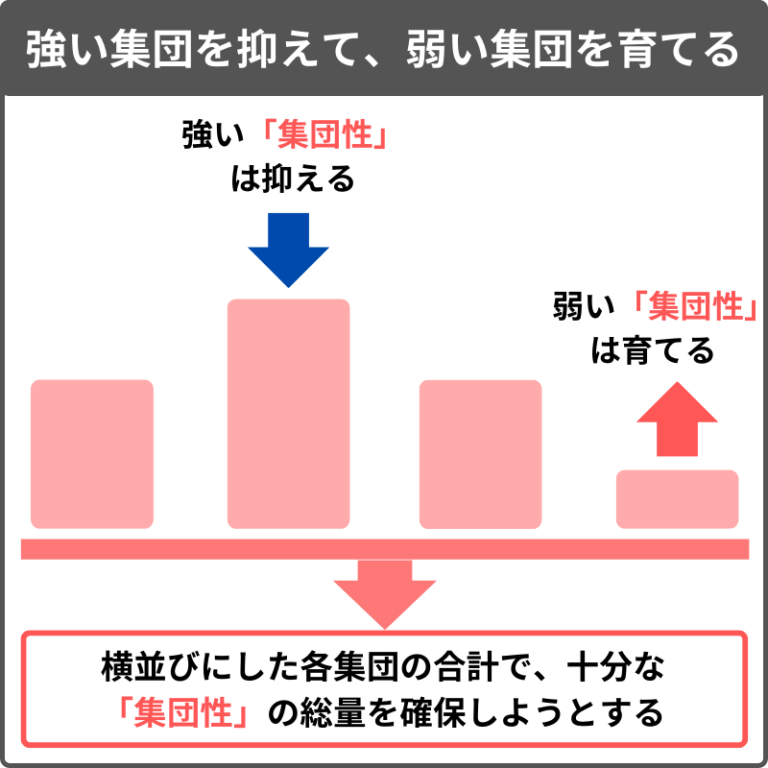 強い集団を抑えて、弱い集団を育てる
強い「集団性」
は抑える
弱い「集団性」
は育てる
横並びにした各集団の合計で、十分な
「集団性」の総量を確保しようとする